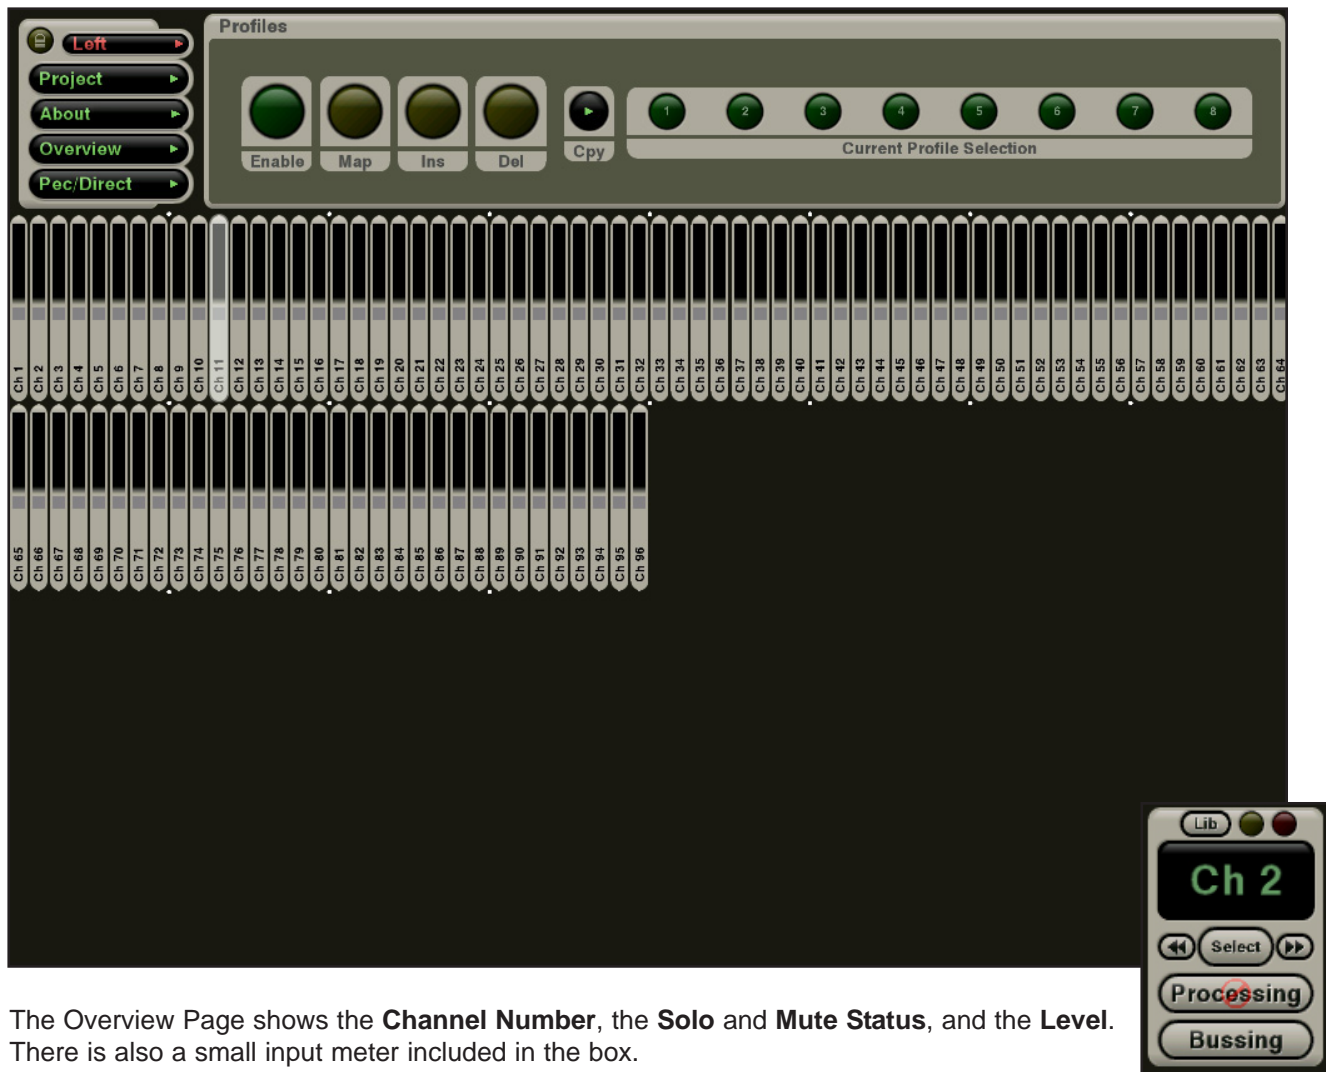 Profiles
ID Left
Project
About
Overview
Pec/Direct
1 2 3 4 5 6 7 8
Enable Map Ins Del Cpy Current Profile Selection
Ch 1 Ch 2 Ch 3 Ch 4 Ch 5 Ch 6 Ch 7 Ch 8 Ch 9 Ch 10 Ch 11 Ch 12 Ch 13 Ch 14 Ch 15 Ch 16 Ch 17 Ch 18 Ch 19 Ch 20 Ch 21 Ch 22 Ch 23 Ch 24 Ch 25 Ch 26 Ch 27 Ch 28 Ch 29 Ch 30 Ch 31 Ch 32 Ch 33 Ch 34 Ch 35 Ch 36 Ch 37 Ch 38 Ch 39 Ch 40 Ch 41 Ch 42 Ch 43 Ch 44 Ch 45 Ch 46 Ch 47 Ch 48 Ch 49 Ch 50 Ch 51 Ch 52 Ch 53 Ch 54 Ch 55 Ch 56 Ch 57 Ch 58 Ch 59 Ch 60 Ch 61 Ch 62 Ch 63 Ch 64
Ch 65 Ch 66 Ch 67 Ch 68 Ch 69 Ch 70 Ch 71 Ch 72 Ch 73 Ch 74 Ch 75 Ch 76 Ch 77 Ch 78 Ch 79 Ch 80 Ch 81 Ch 82 Ch 83 Ch 84 Ch 85 Ch 86 Ch 87 Ch 88 Ch 89 Ch 90 Ch 91 Ch 92 Ch 93 Ch 94 Ch 95 Ch 96
Lib
Ch 2
Select
Processing
Bussing
The Overview Page shows the Channel Number, the Solo and Mute Status, and the Level.
There is also a small input meter included in the box.